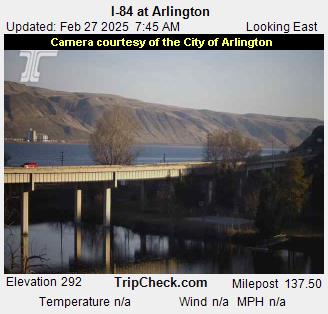 I-84 at Arlington
Updated: Feb 27 2025 7:45 AM Looking East
Camera courtesy of the City of Arlington
Elevation 292 TripCheck.com Milepost 137.50
Temperature n/a Wind n/a MPH n/a